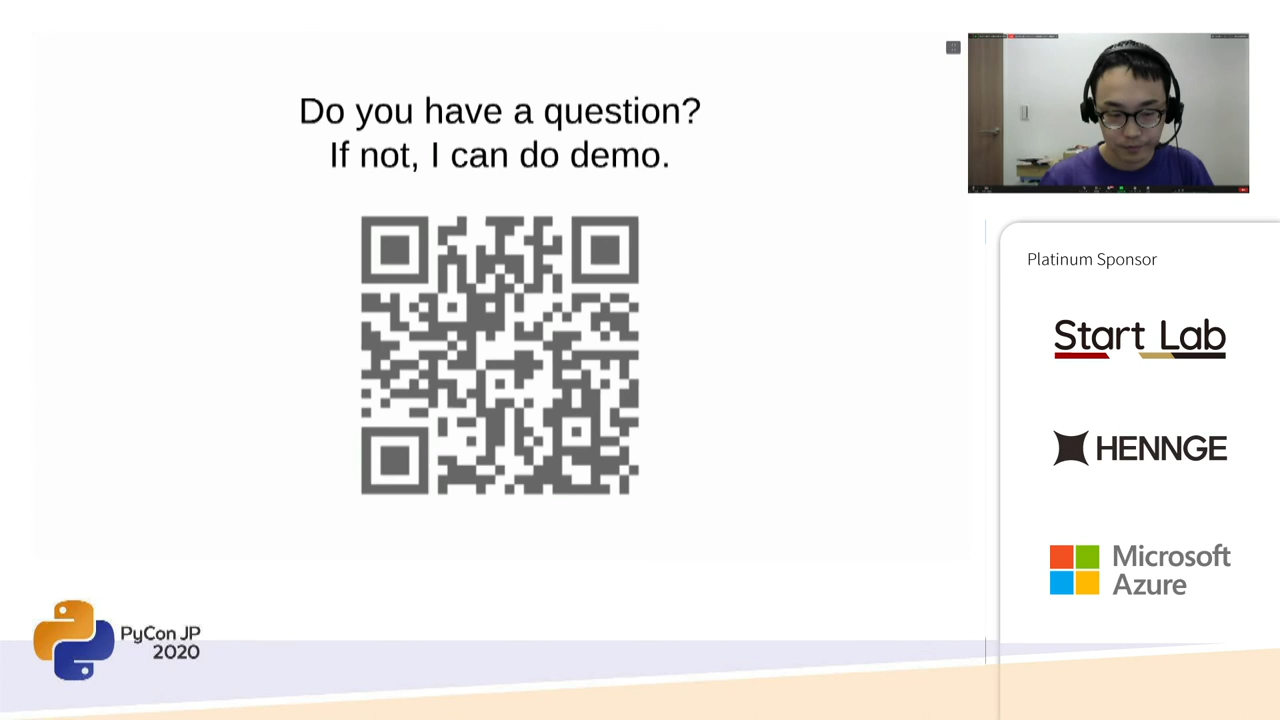 Do you have a question?
If not, I can do demo.
Platinum Sponsor
Start Lab
HENNGE
Microsoft
Azure
PyCon JP
2020